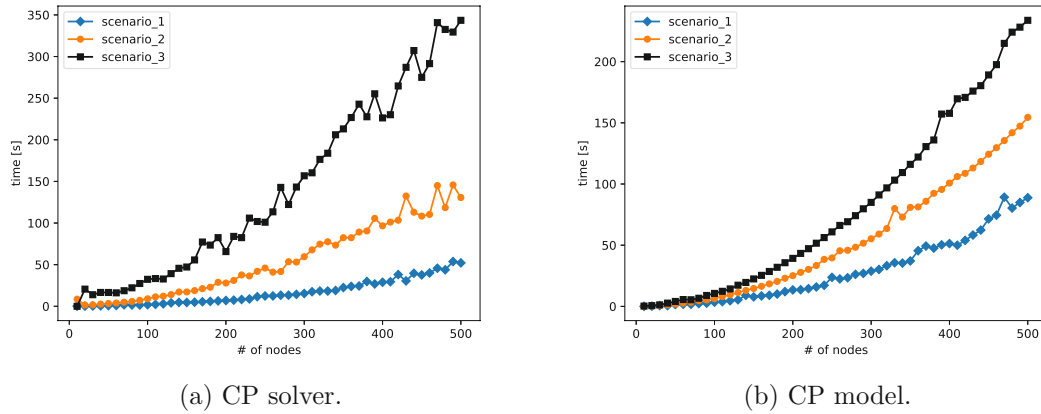 scenario_1
scenario_2
scenario_3
350
300
250
200
150
100
50
0
time [s]
0
100
200
300
400
500
# of nodes
(a) CP solver.
scenario_1
scenario_2
scenario_3
200
150
100
50
0
time [s]
0
100
200
300
400
500
# of nodes
(b) CP model.